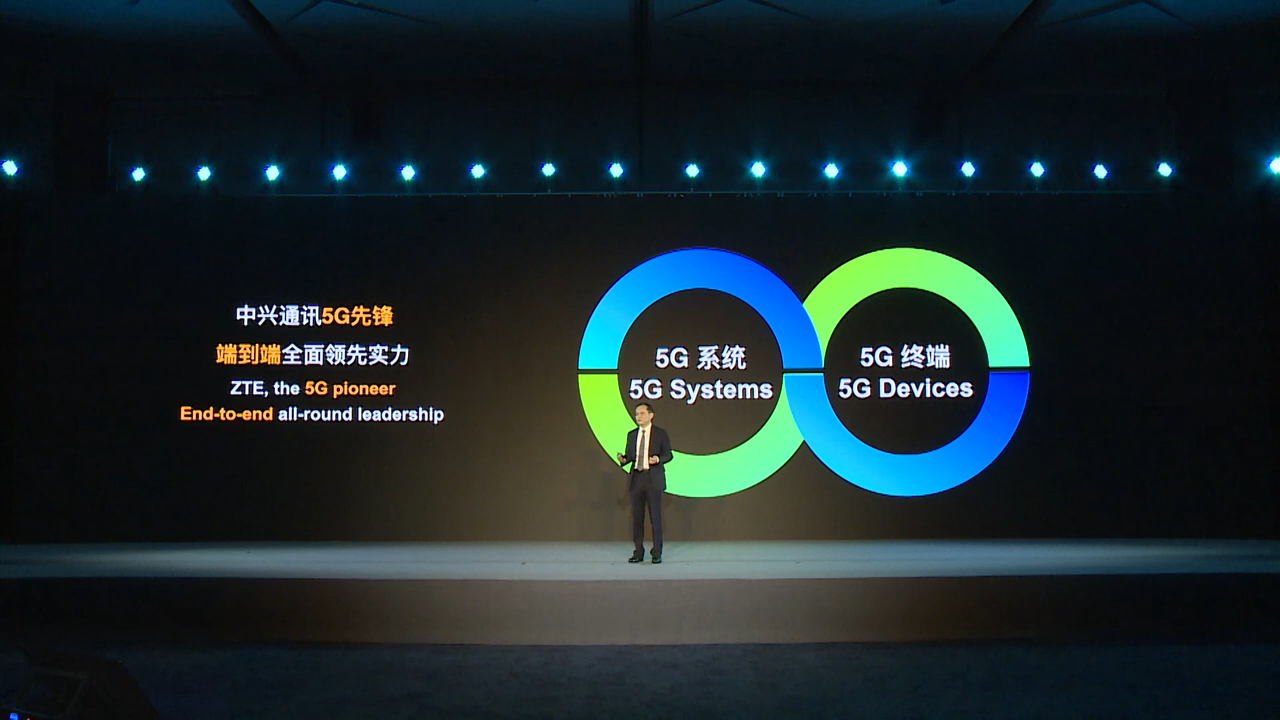 中兴通讯5G先锋
端到端全面领先实力
ZTE, the 5G pioneer
End-to-end all-round leadership
5G 系统
5G Systems
5G 终端
5G Devices